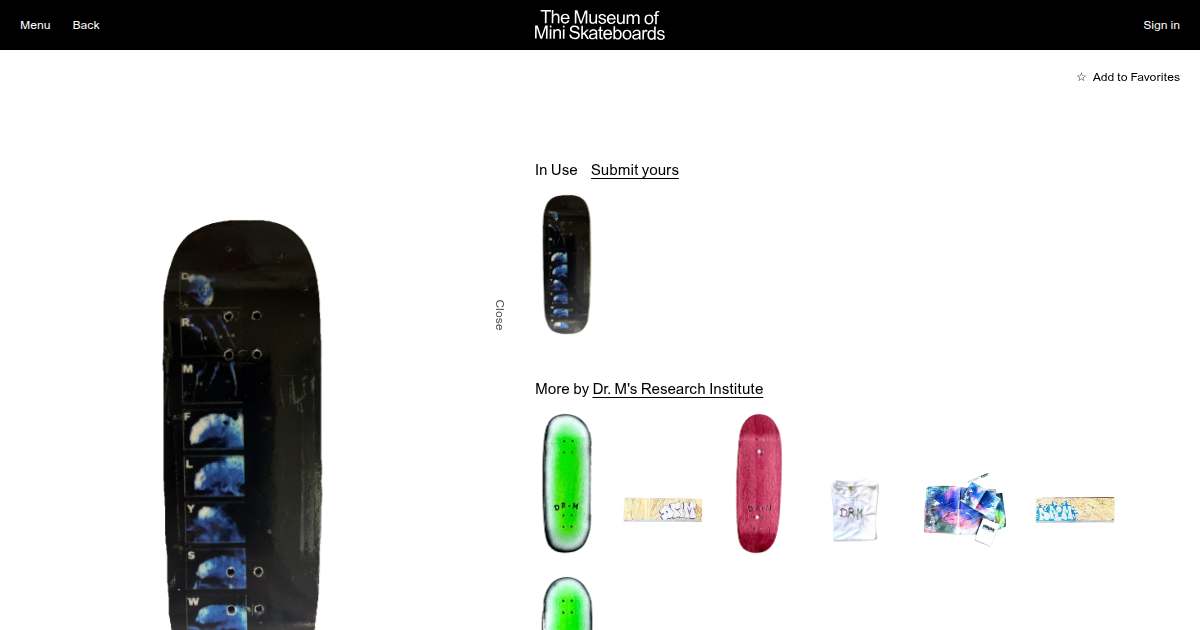 Menu
Back
The Museum of
Mini Skateboards
Sign in
☆ Add to Favorites
In Use Submit yours
D.
R.
M
F
L
Y
S
W
Close
More by Dr. M's Research Institute
DR·M
DRM